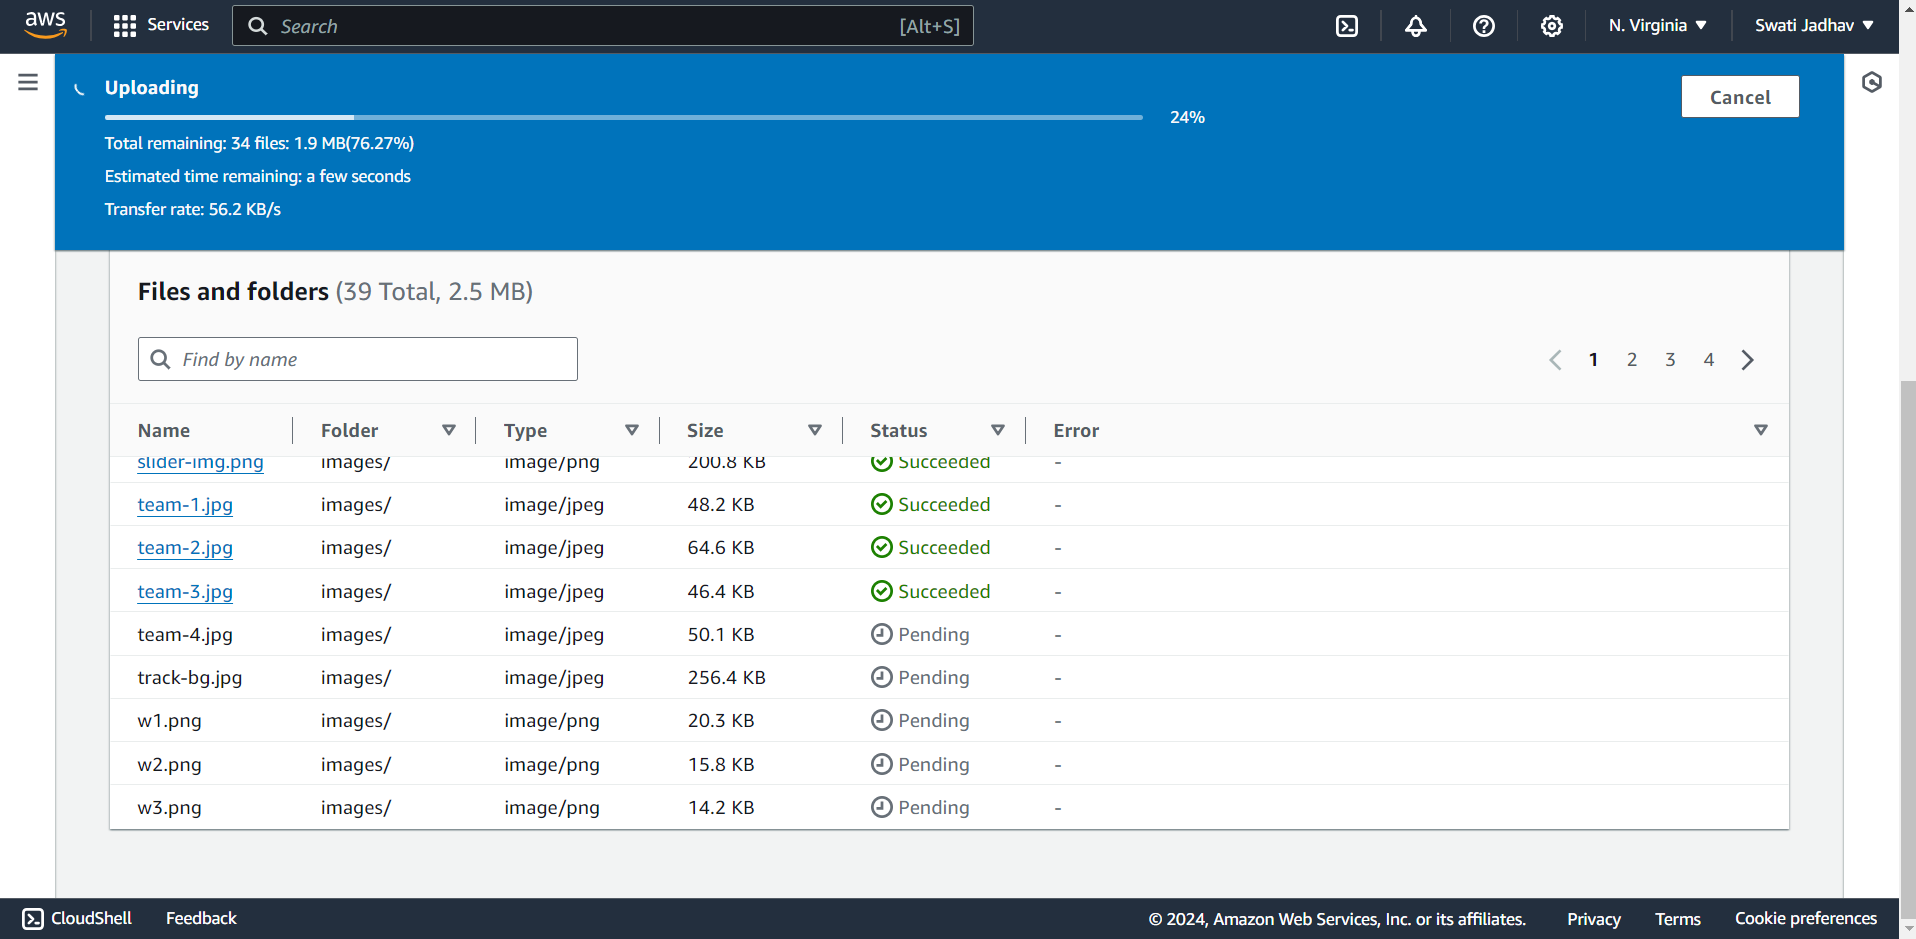 aws Services Search [Alt+S] N. Virginia Swati Jadhav
Uploading
Cancel
24%
Total remaining: 34 files: 1.9 MB(76.27%)
Estimated time remaining: a few seconds
Transfer rate: 56.2 KB/s
Files and folders (39 Total, 2.5 MB)
Find by name 1 2 3 4
Name Folder Type Size Status Error
slider-img.png images/ image/png 200.8 KB Succeeded -
team-1.jpg images/ image/jpeg 48.2 KB Succeeded -
team-2.jpg images/ image/jpeg 64.6 KB Succeeded -
team-3.jpg images/ image/jpeg 46.4 KB Succeeded -
team-4.jpg images/ image/jpeg 50.1 KB Pending -
track-bg.jpg images/ image/jpeg 256.4 KB Pending -
w1.png images/ image/png 20.3 KB Pending -
w2.png images/ image/png 15.8 KB Pending -
w3.png images/ image/png 14.2 KB Pending -
CloudShell Feedback © 2024, Amazon Web Services, Inc. or its affiliates. Privacy Terms Cookie preferences